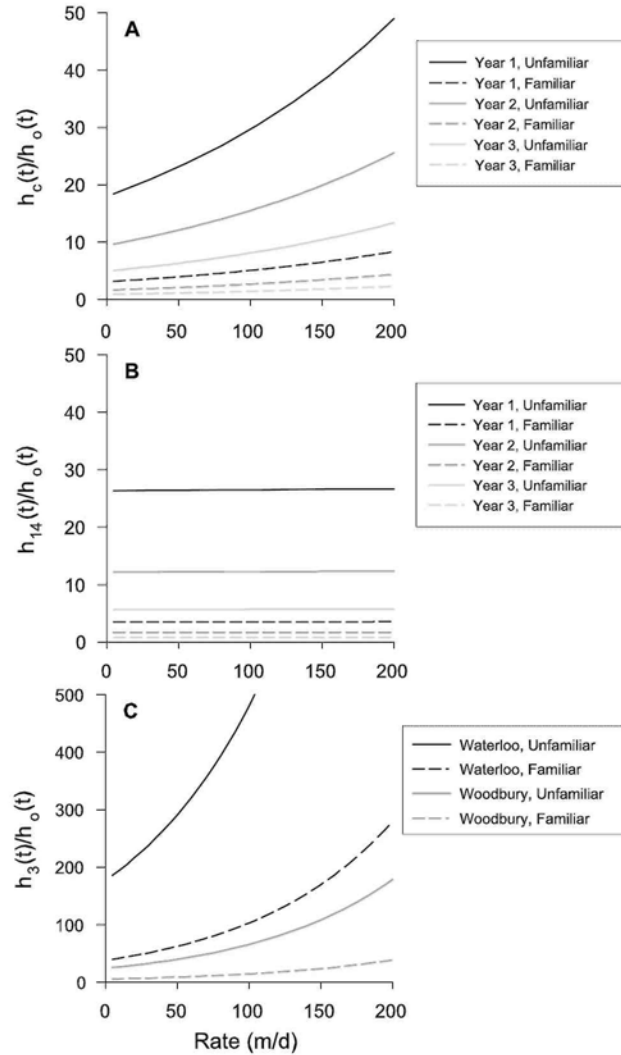 A
50
40
30
20
10
0
h_c(t)/h_o(t)
0 50 100 150 200
Year 1, Unfamiliar
Year 1, Familiar
Year 2, Unfamiliar
Year 2, Familiar
Year 3, Unfamiliar
Year 3, Familiar
B
50
40
30
20
10
0
h_14(t)/h_o(t)
0 50 100 150 200
Year 1, Unfamiliar
Year 1, Familiar
Year 2, Unfamiliar
Year 2, Familiar
Year 3, Unfamiliar
Year 3, Familiar
C
500
400
300
200
100
0
h_3(t)/h_o(t)
0 50 100 150 200
Rate (m/d)
Waterloo, Unfamiliar
Waterloo, Familiar
Woodbury, Unfamiliar
Woodbury, Familiar